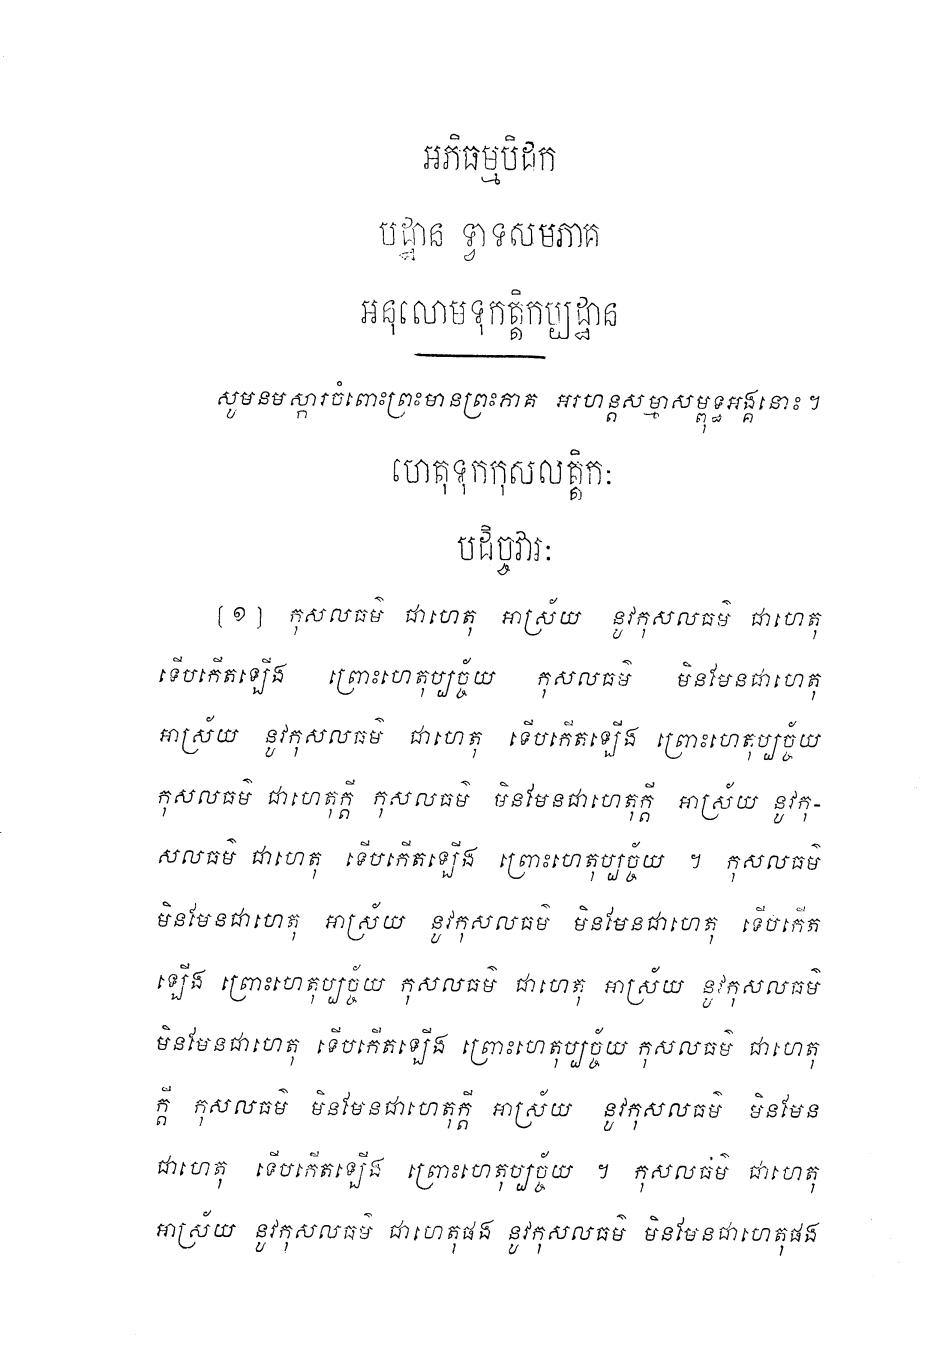 អភិធម្មបិដក
បដ្ឋាន ទ្វាទសមភាគ
អនុលោមទុកត្តិកប្បដ្ឋាន
សូមនមស្ការចំពោះព្រះមានព្រះភាគ អរហន្តសម្មាសម្ពុទ្ធអង្គនោះ ។
ហេតុទុកកុសលត្តិកៈ
បដិច្ចវារៈ
[១] កុសលធម៌ ជាហេតុ អាស្រ័យ នូវកុសលធម៌ ជាហេតុ
ទើបកើតឡើង ព្រោះហេតុប្បច្ច័យ កុសលធម៌ មិនមែនជាហេតុ
អាស្រ័យ នូវកុសលធម៌ ជាហេតុ ទើបកើតឡើង ព្រោះហេតុប្បច្ច័យ
កុសលធម៌ ជាហេតុក្តី កុសលធម៌ មិនមែនជាហេតុក្តី អាស្រ័យ នូវកុ-
សលធម៌ ជាហេតុ ទើបកើតឡើង ព្រោះហេតុប្បច្ច័យ ។ កុសលធម៌
មិនមែនជាហេតុ អាស្រ័យ នូវកុសលធម៌ មិនមែនជាហេតុ ទើបកើត
ឡើង ព្រោះហេតុប្បច្ច័យ កុសលធម៌ ជាហេតុ អាស្រ័យ នូវកុសលធម៌
មិនមែនជាហេតុ ទើបកើតឡើង ព្រោះហេតុប្បច្ច័យ កុសលធម៌ ជាហេតុ
ក្តី កុសលធម៌ មិនមែនជាហេតុក្តី អាស្រ័យ នូវកុសលធម៌ មិនមែន
ជាហេតុ ទើបកើតឡើង ព្រោះហេតុប្បច្ច័យ ។ កុសលធម៌ ជាហេតុ
អាស្រ័យ នូវកុសលធម៌ ជាហេតុផង នូវកុសលធម៌ មិនមែនជាហេតុផង